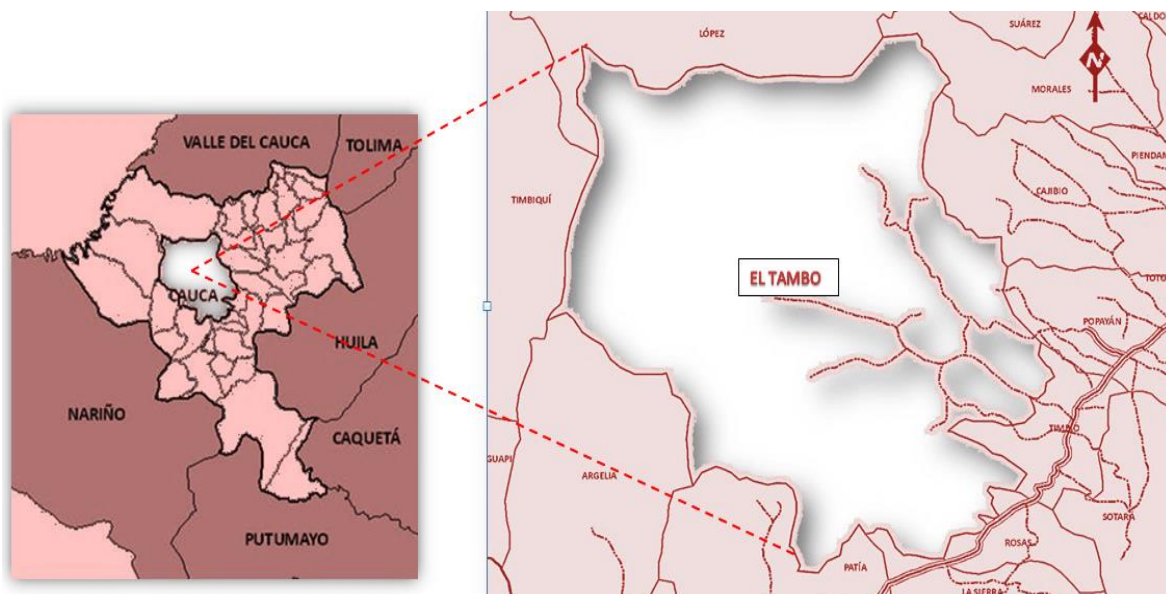 VALLE DEL CAUCA
TOLIMA
CAUCA
HUILA
NARIÑO
CAQUETÁ
PUTUMAYO
LÓPEZ
SUÁREZ
N
MORALES
CAJIBIO
TIMBIQUÍ
EL TAMBO
POPAYÁN
GUAPI
ARGELIA
SOTARA
ROSAS
PATÍA
LA SIERRA